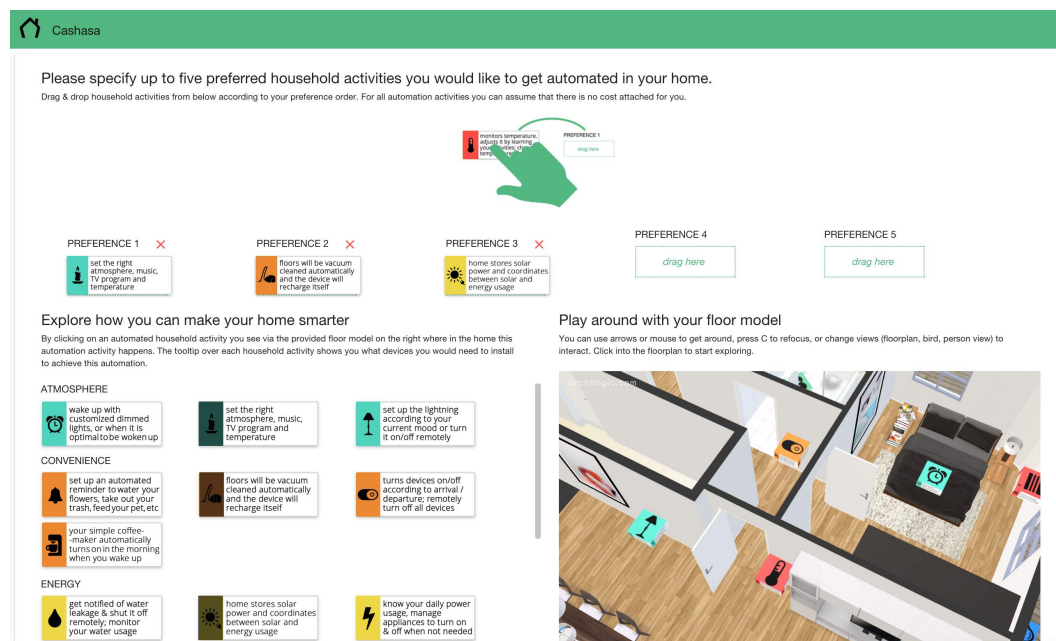 Cashasa
Please specify up to five preferred household activities you would like to get automated in your home.
Drag & drop household activities from below according to your preference order. For all automation activities you can assume that there is no cost attached for you.
monitors temperature,
adjusts it by learning
PREFERENCE 1
drag here
PREFERENCE 1
set the right
atmosphere, music,
TV program and
temperature
PREFERENCE 2
floors will be vacuum
cleaned automatically
and the device will
recharge itself
PREFERENCE 3
home stores solar
power and coordinates
between solar and
energy usage
PREFERENCE 4
drag here
PREFERENCE 5
drag here
Explore how you can make your home smarter
By clicking on an automated household activity you see via the provided floor model on the right where in the home this
automation activity happens. The tooltip over each household activity shows you what devices you would need to install
to achieve this automation.
ATMOSPHERE
wake up with
customized dimmed
lights, or when it is
optimal to be woken up
set the right
atmosphere, music,
TV program and
temperature
set up the lightning
according to your
current mood or turn
it on/off remotely
CONVENIENCE
set up an automated
reminder to water your
flowers, take out your
trash, feed your pet, etc
floors will be vacuum
cleaned automatically
and the device will
recharge itself
turns devices on/off
according to arrival /
departure; remotely
turn off all devices
your simple coffee-
-maker automatically
turns on in the morning
when you wake up
ENERGY
get notified of water
leakage & shut it off
remotely; monitor
your water usage
home stores solar
power and coordinates
between solar and
energy usage
know your daily power
usage, manage
appliances to turn on
& off when not needed
Play around with your floor model
You can use arrows or mouse to get around, press C to refocus, or change views (floorplan, bird, person view) to
interact. Click into the floorplan to start exploring.
archilogic.com